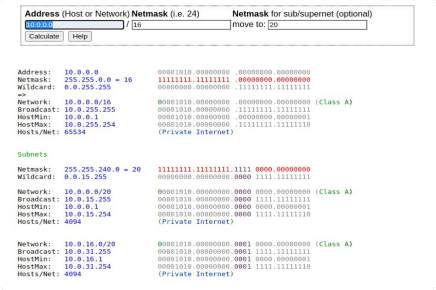 Address (Host or Network) Netmask (i.e. 24) Netmask for sub/supernet (optional)
10.0.0.0 / 16 move to: 20
Calculate Help
Address: 10.0.0.0 00001010.00000000 .00000000.00000000
Netmask: 255.255.0.0 = 16 11111111.11111111 .00000000.00000000
Wildcard: 0.0.255.255 00000000.00000000 .11111111.11111111
=>
Network: 10.0.0.0/16 00001010.00000000 .00000000.00000000 (Class A)
Broadcast: 10.0.255.255 00001010.00000000 .11111111.11111111
HostMin: 10.0.0.1 00001010.00000000 .00000000.00000001
HostMax: 10.0.255.254 00001010.00000000 .11111111.11111110
Hosts/Net: 65534 (Private Internet)
Subnets
Netmask: 255.255.240.0 = 20 11111111.11111111.1111 0000.00000000
Wildcard: 0.0.15.255 00000000.00000000.0000 1111.11111111
Network: 10.0.0.0/20 00001010.00000000.0000 0000.00000000 (Class A)
Broadcast: 10.0.15.255 00001010.00000000.0000 1111.11111111
HostMin: 10.0.0.1 00001010.00000000.0000 0000.00000001
HostMax: 10.0.15.254 00001010.00000000.0000 1111.11111110
Hosts/Net: 4094 (Private Internet)
Network: 10.0.16.0/20 00001010.00000000.0001 0000.00000000 (Class A)
Broadcast: 10.0.31.255 00001010.00000000.0001 1111.11111111
HostMin: 10.0.16.1 00001010.00000000.0001 0000.00000001
HostMax: 10.0.31.254 00001010.00000000.0001 1111.11111110
Hosts/Net: 4094 (Private Internet)